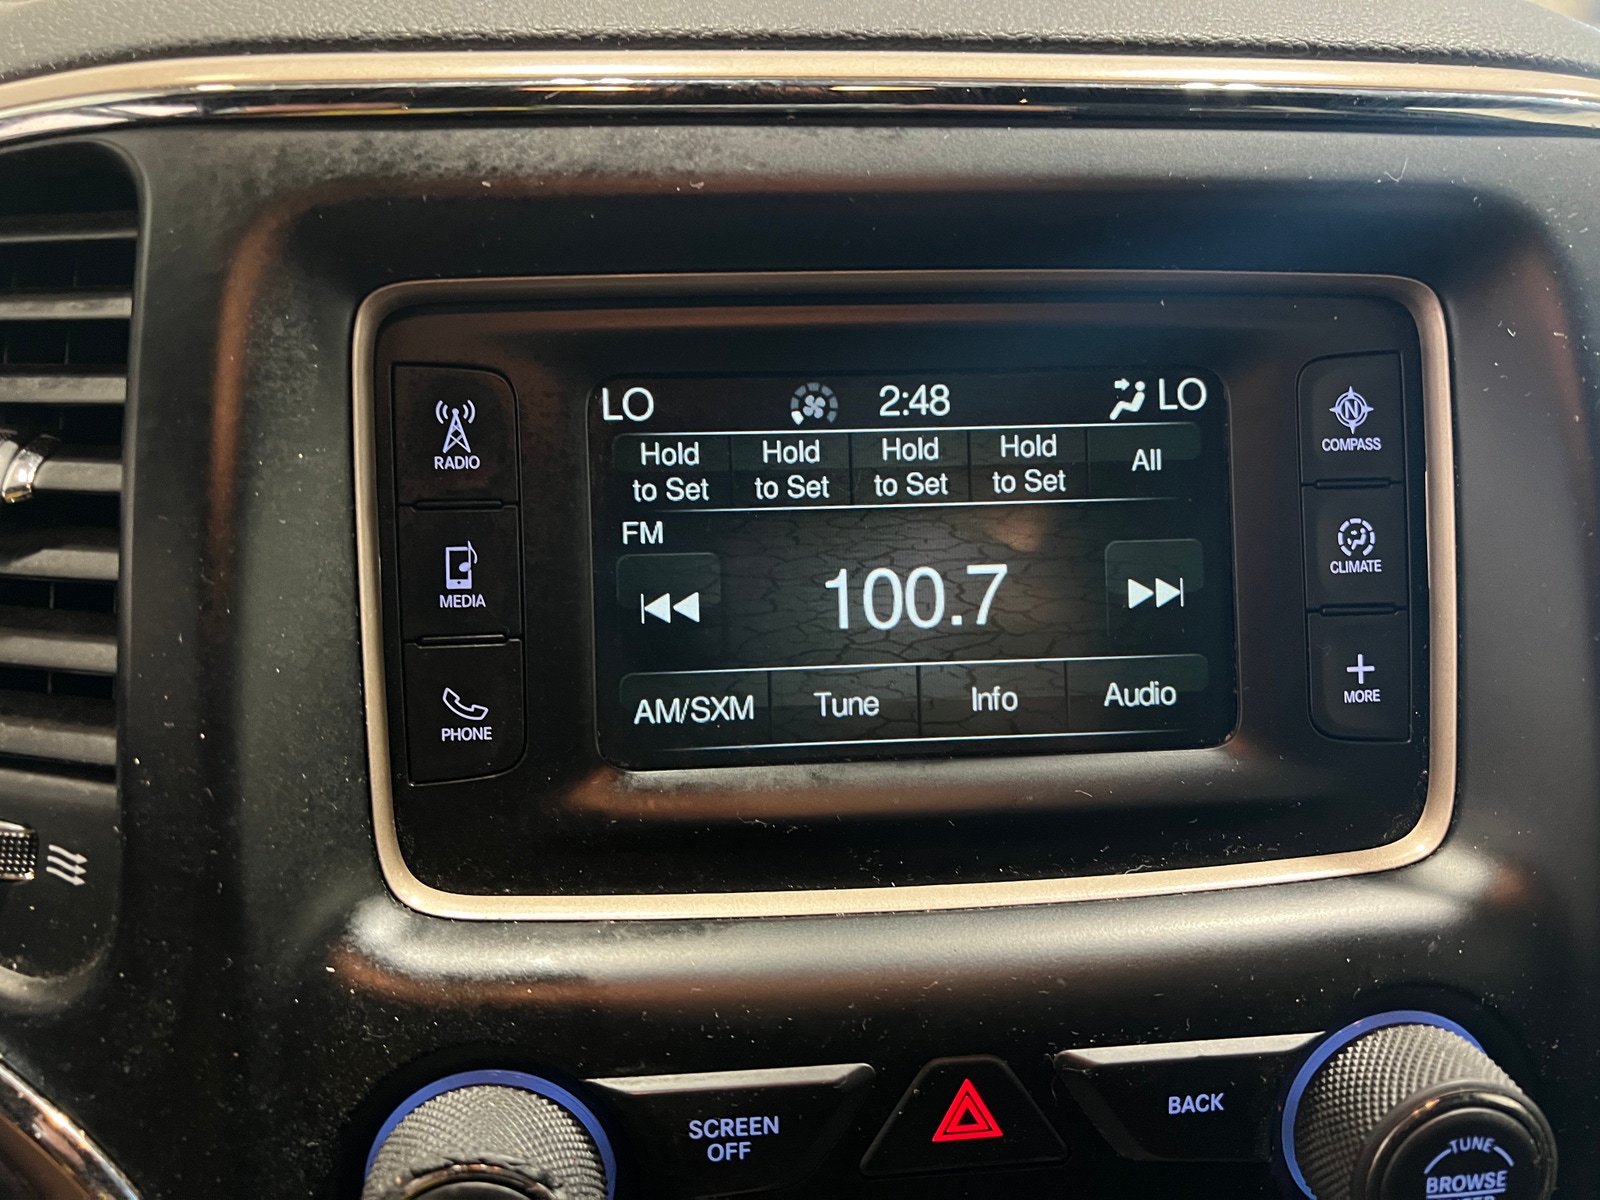 LO 2:48 LO
Hold to Set
Hold to Set
Hold to Set
Hold to Set
All
FM
100.7
AM/SXM Tune Info Audio
RADIO
MEDIA
PHONE
N
COMPASS
CLIMATE
MORE
SCREEN
OFF
BACK
TUNE
BROWSE